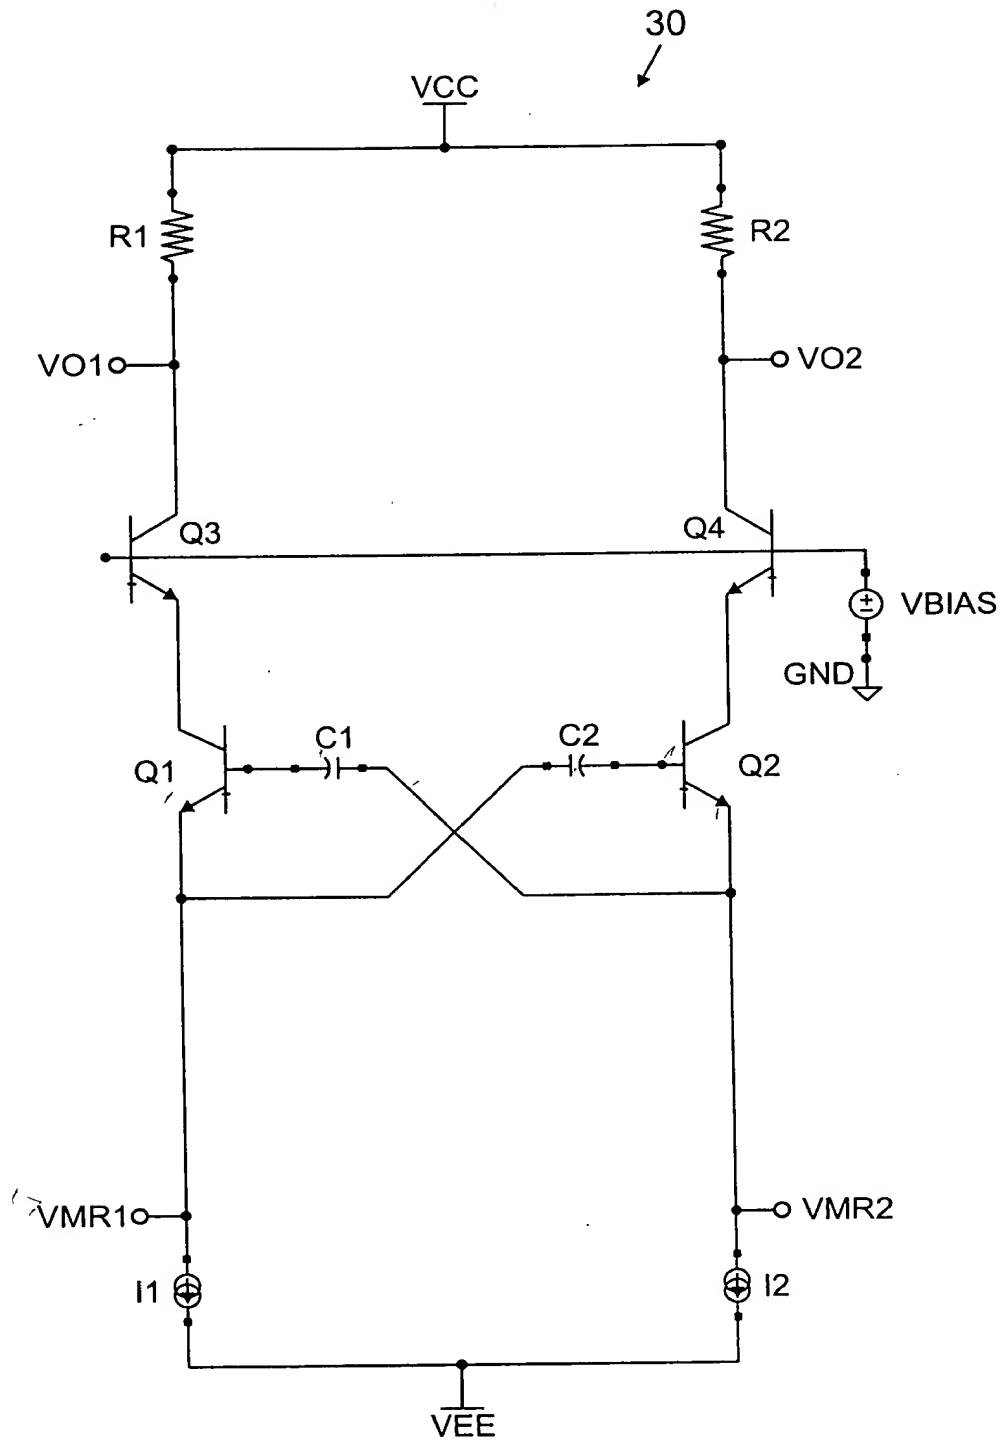 30
VCC
R1
R2
VO1
VO2
Q3
Q4
VBIAS
GND
C1
C2
Q1
Q2
VMR1
VMR2
I1
I2
VEE